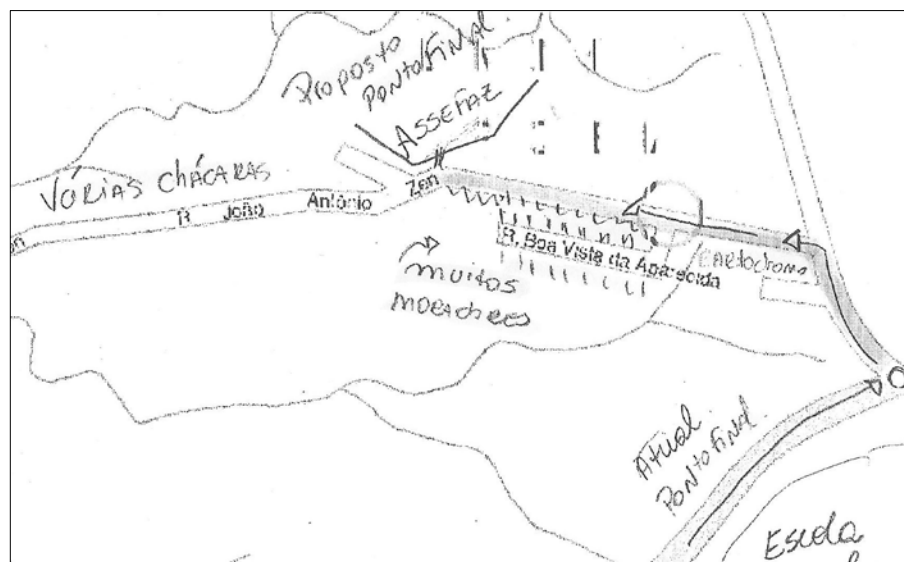 Proposto
PONTO FINAL
ASSEFAZ
VÁRIAS CHÁCARAS
R. João Antônio Zen
R. Boa Vista da Aparecida
MUITOS
MORADORES
Atual
PONTO FINAL
Escola